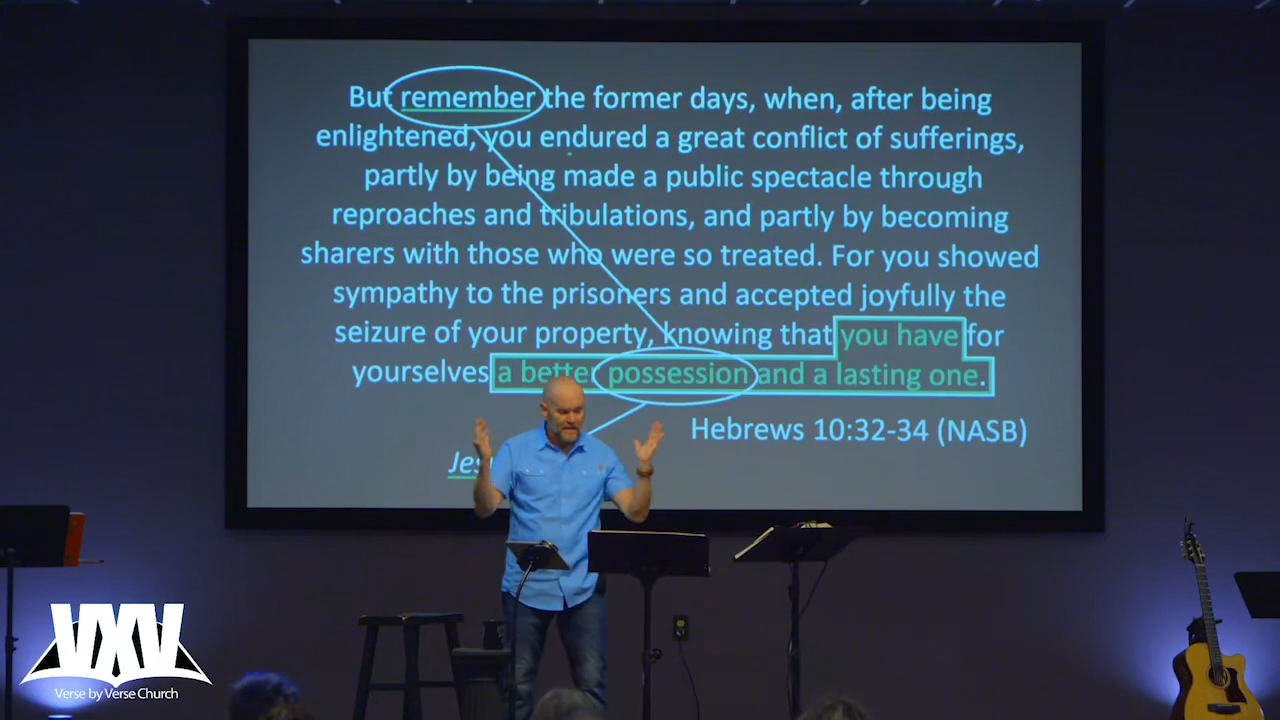 But remember the former days, when, after being
enlightened, you endured a great conflict of sufferings,
partly by being made a public spectacle through
reproaches and tribulations, and partly by becoming
sharers with those who were so treated. For you showed
sympathy to the prisoners and accepted joyfully the
seizure of your property, knowing that you have for
yourselves a better possession and a lasting one.
Hebrews 10:32-34 (NASB)
VXV
Verse by Verse Church